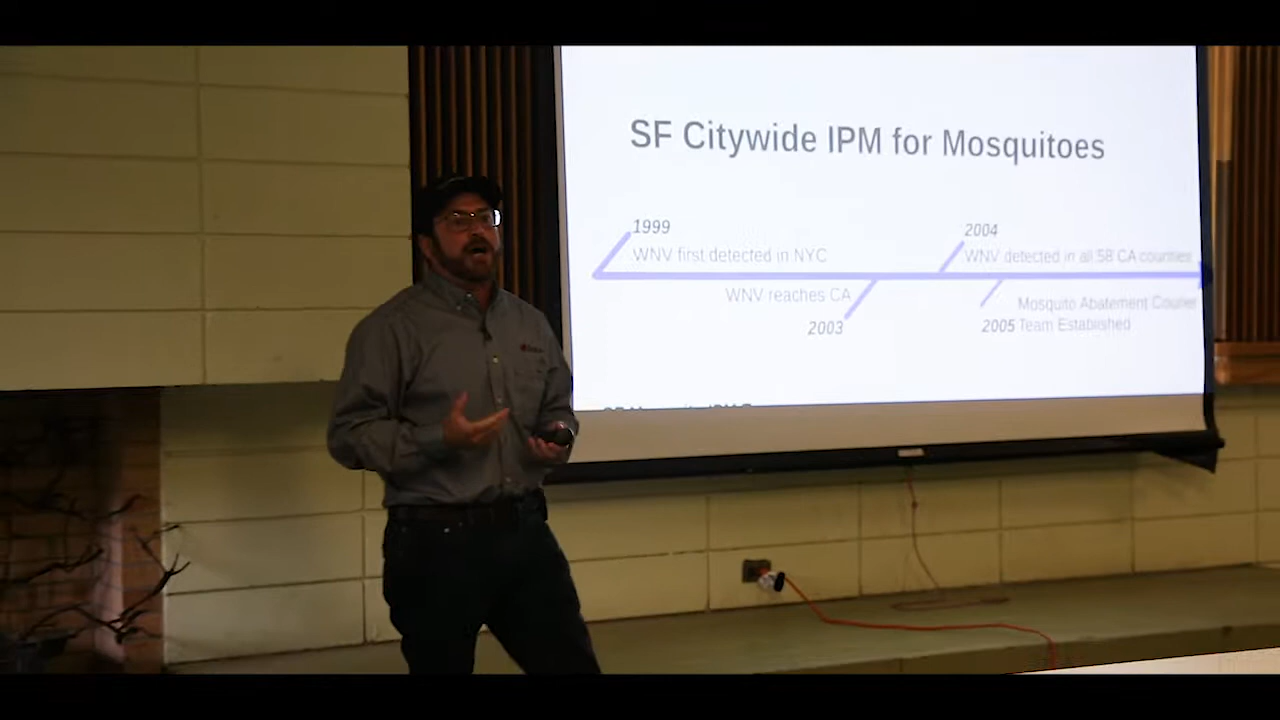 SF Citywide IPM for Mosquitoes
1999
WNV first detected in NYC
2004
WNV detected in all 58 CA counties
WNV reaches CA
2003
Mosquito Abatement Courier
2005 Team Established